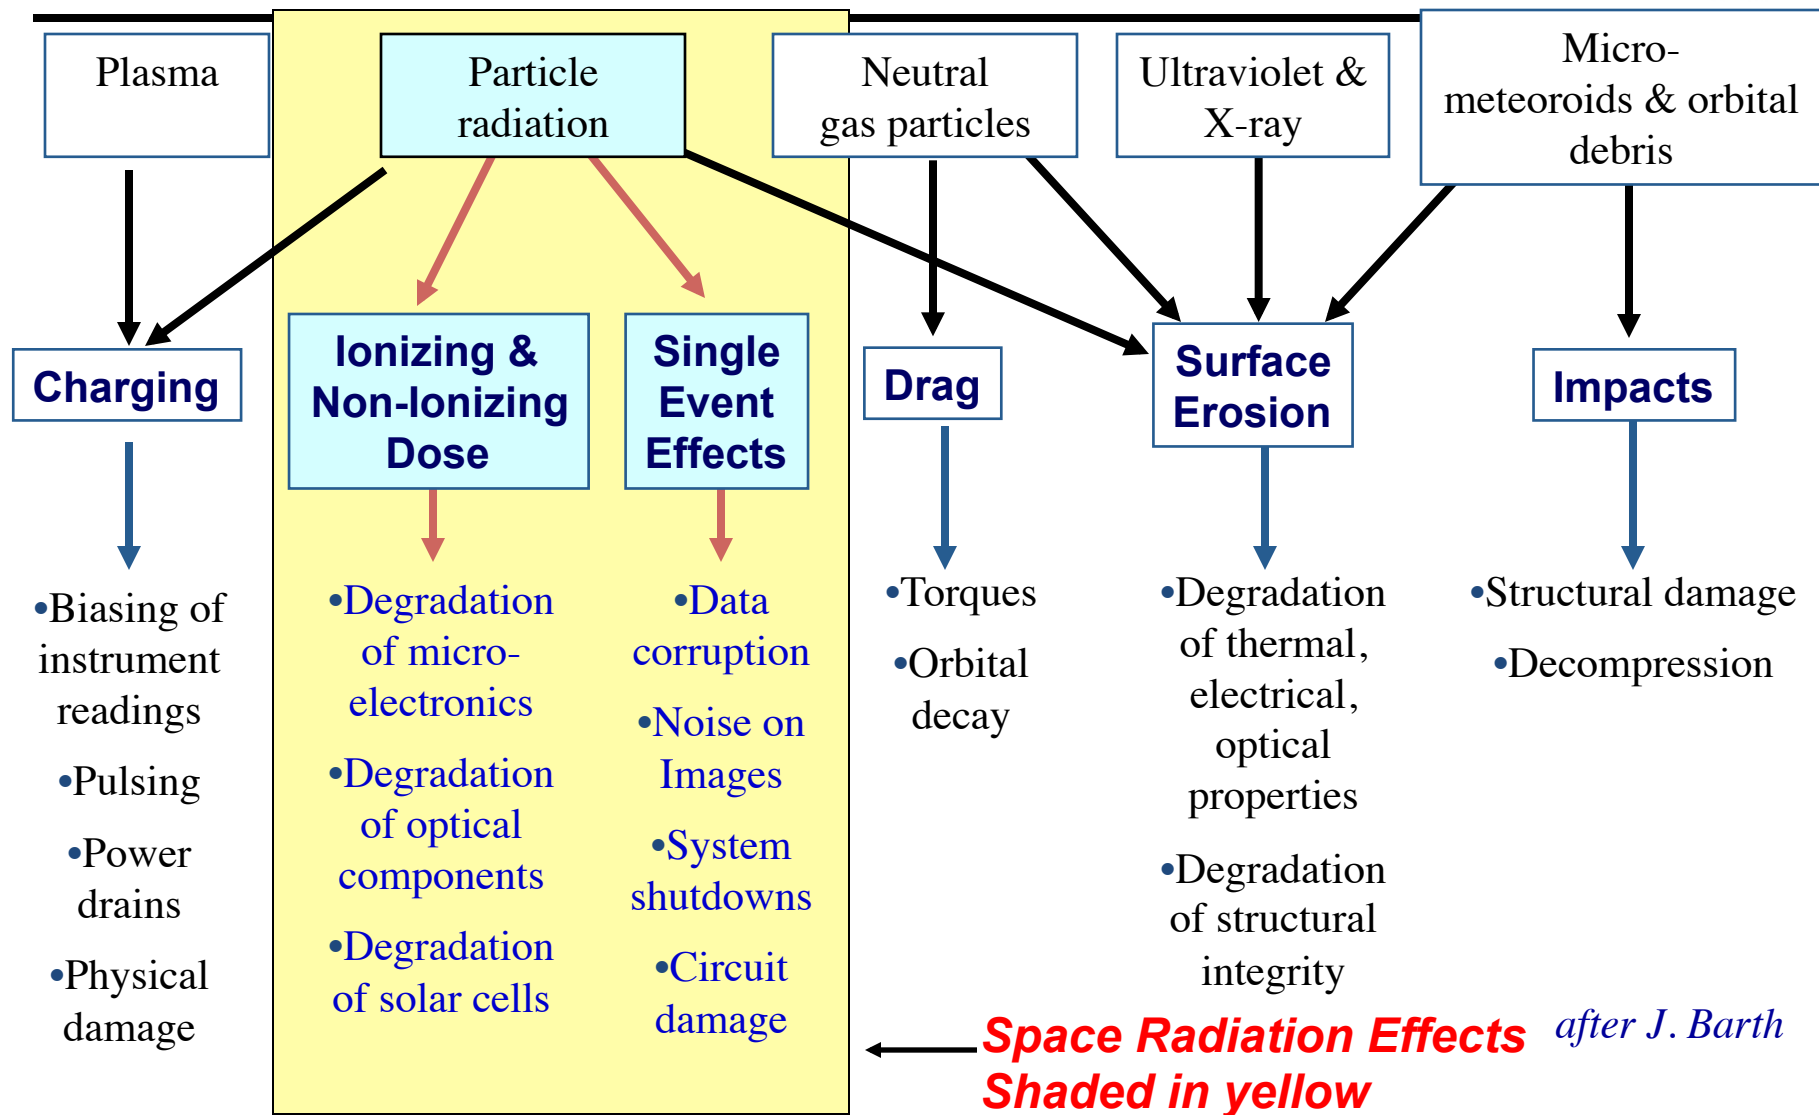 Plasma
Particle
radiation
Neutral
gas particles
Ultraviolet &
X-ray
Micro-
meteoroids & orbital
debris
Charging
Ionizing &
Non-Ionizing
Dose
Single
Event
Effects
Drag
Surface
Erosion
Impacts
•Biasing of
instrument
readings
•Pulsing
•Power
drains
•Physical
damage
•Degradation
of micro-
electronics
•Degradation
of optical
components
•Degradation
of solar cells
•Data
corruption
•Noise on
Images
•System
shutdowns
•Circuit
damage
•Torques
•Orbital
decay
•Degradation
of thermal,
electrical,
optical
properties
•Degradation
of structural
integrity
•Structural damage
•Decompression
Space Radiation Effects
Shaded in yellow
after J. Barth